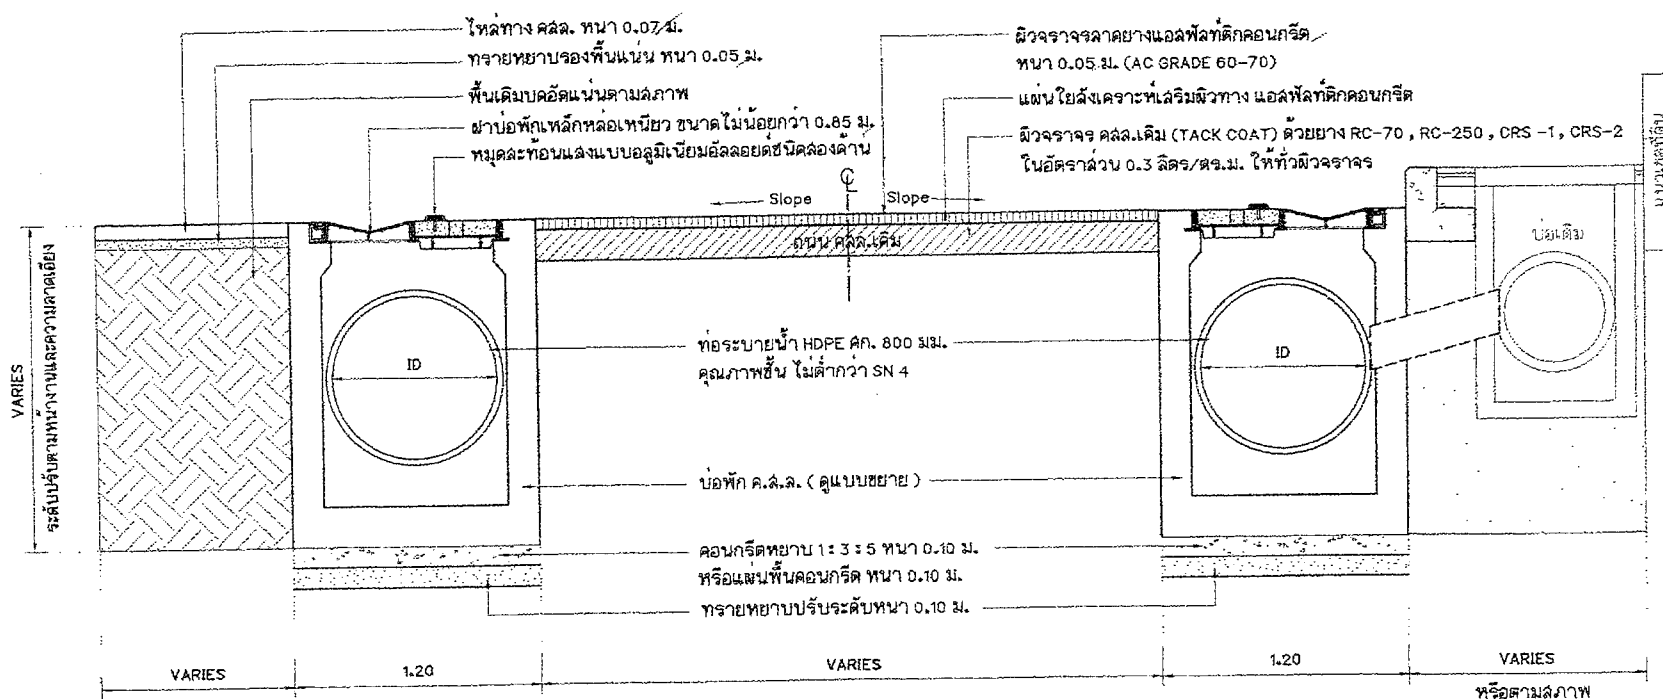 ไหล่ทาง คสล. หนา 0.07 ม.
ทรายหยาบรองพื้นแน่น หนา 0.05 ม.
พื้นเดิมบดอัดแน่นตามสภาพ
ฝาบ่อพักเหล็กหล่อเหนียว ขนาดไม่น้อยกว่า 0.85 ม.
หมุดสะท้อนแสงแบบอลูมิเนียมอัลลอยด์ชนิดสองด้าน
ผิวจราจรลาดยางแอสฟัลท์ติกคอนกรีต
หนา 0.05 ม. (AC GRADE 60-70)
แผ่นใยสังเคราะห์เสริมผิวทาง แอสฟัลท์ติกคอนกรีต
ผิวจราจร คสล.เดิม (TACK COAT) ด้วยยาง RC-70 , RC-250 , CRS -1, CRS-2
ในอัตราส่วน 0.3 ลิตร/ตร.ม. ให้ทั่วผิวจราจร
Slope
Slope
ถนน คสล.เดิม
บ่อเดิม
VARIES
ระดับปรับตามหน้างานและความลาดเอียง
ID
ID
ท่อระบายน้ำ HDPE ศก. 800 มม.
คุณภาพชั้น ไม่ต่ำกว่า SN 4
บ่อพัก ค.ส.ล. ( ดูแบบขยาย )
คอนกรีตหยาบ 1 : 3 : 5 หนา 0.10 ม.
หรือแผ่นพื้นคอนกรีต หนา 0.10 ม.
ทรายหยาบปรับระดับหนา 0.10 ม.
VARIES
1.20
VARIES
1.20
VARIES
หรือตามสภาพ